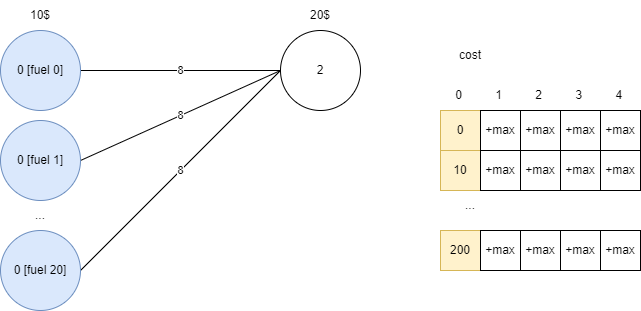 10$
20$
0 [fuel 0]
8
2
8
0 [fuel 1]
8
...
0 [fuel 20]
cost
0 1 2 3 4
0 +max +max +max +max
10 +max +max +max +max
...
200 +max +max +max +max